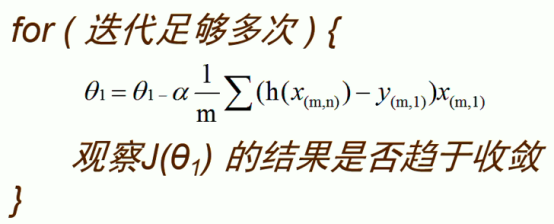 for ( 迭代足够多次 ) {
θ₁ = θ₁ − α 1/m ∑(h(x₍m,n₎) − y₍m,1₎)x₍m,1₎
观察J(θ₁) 的结果是否趋于收敛
}